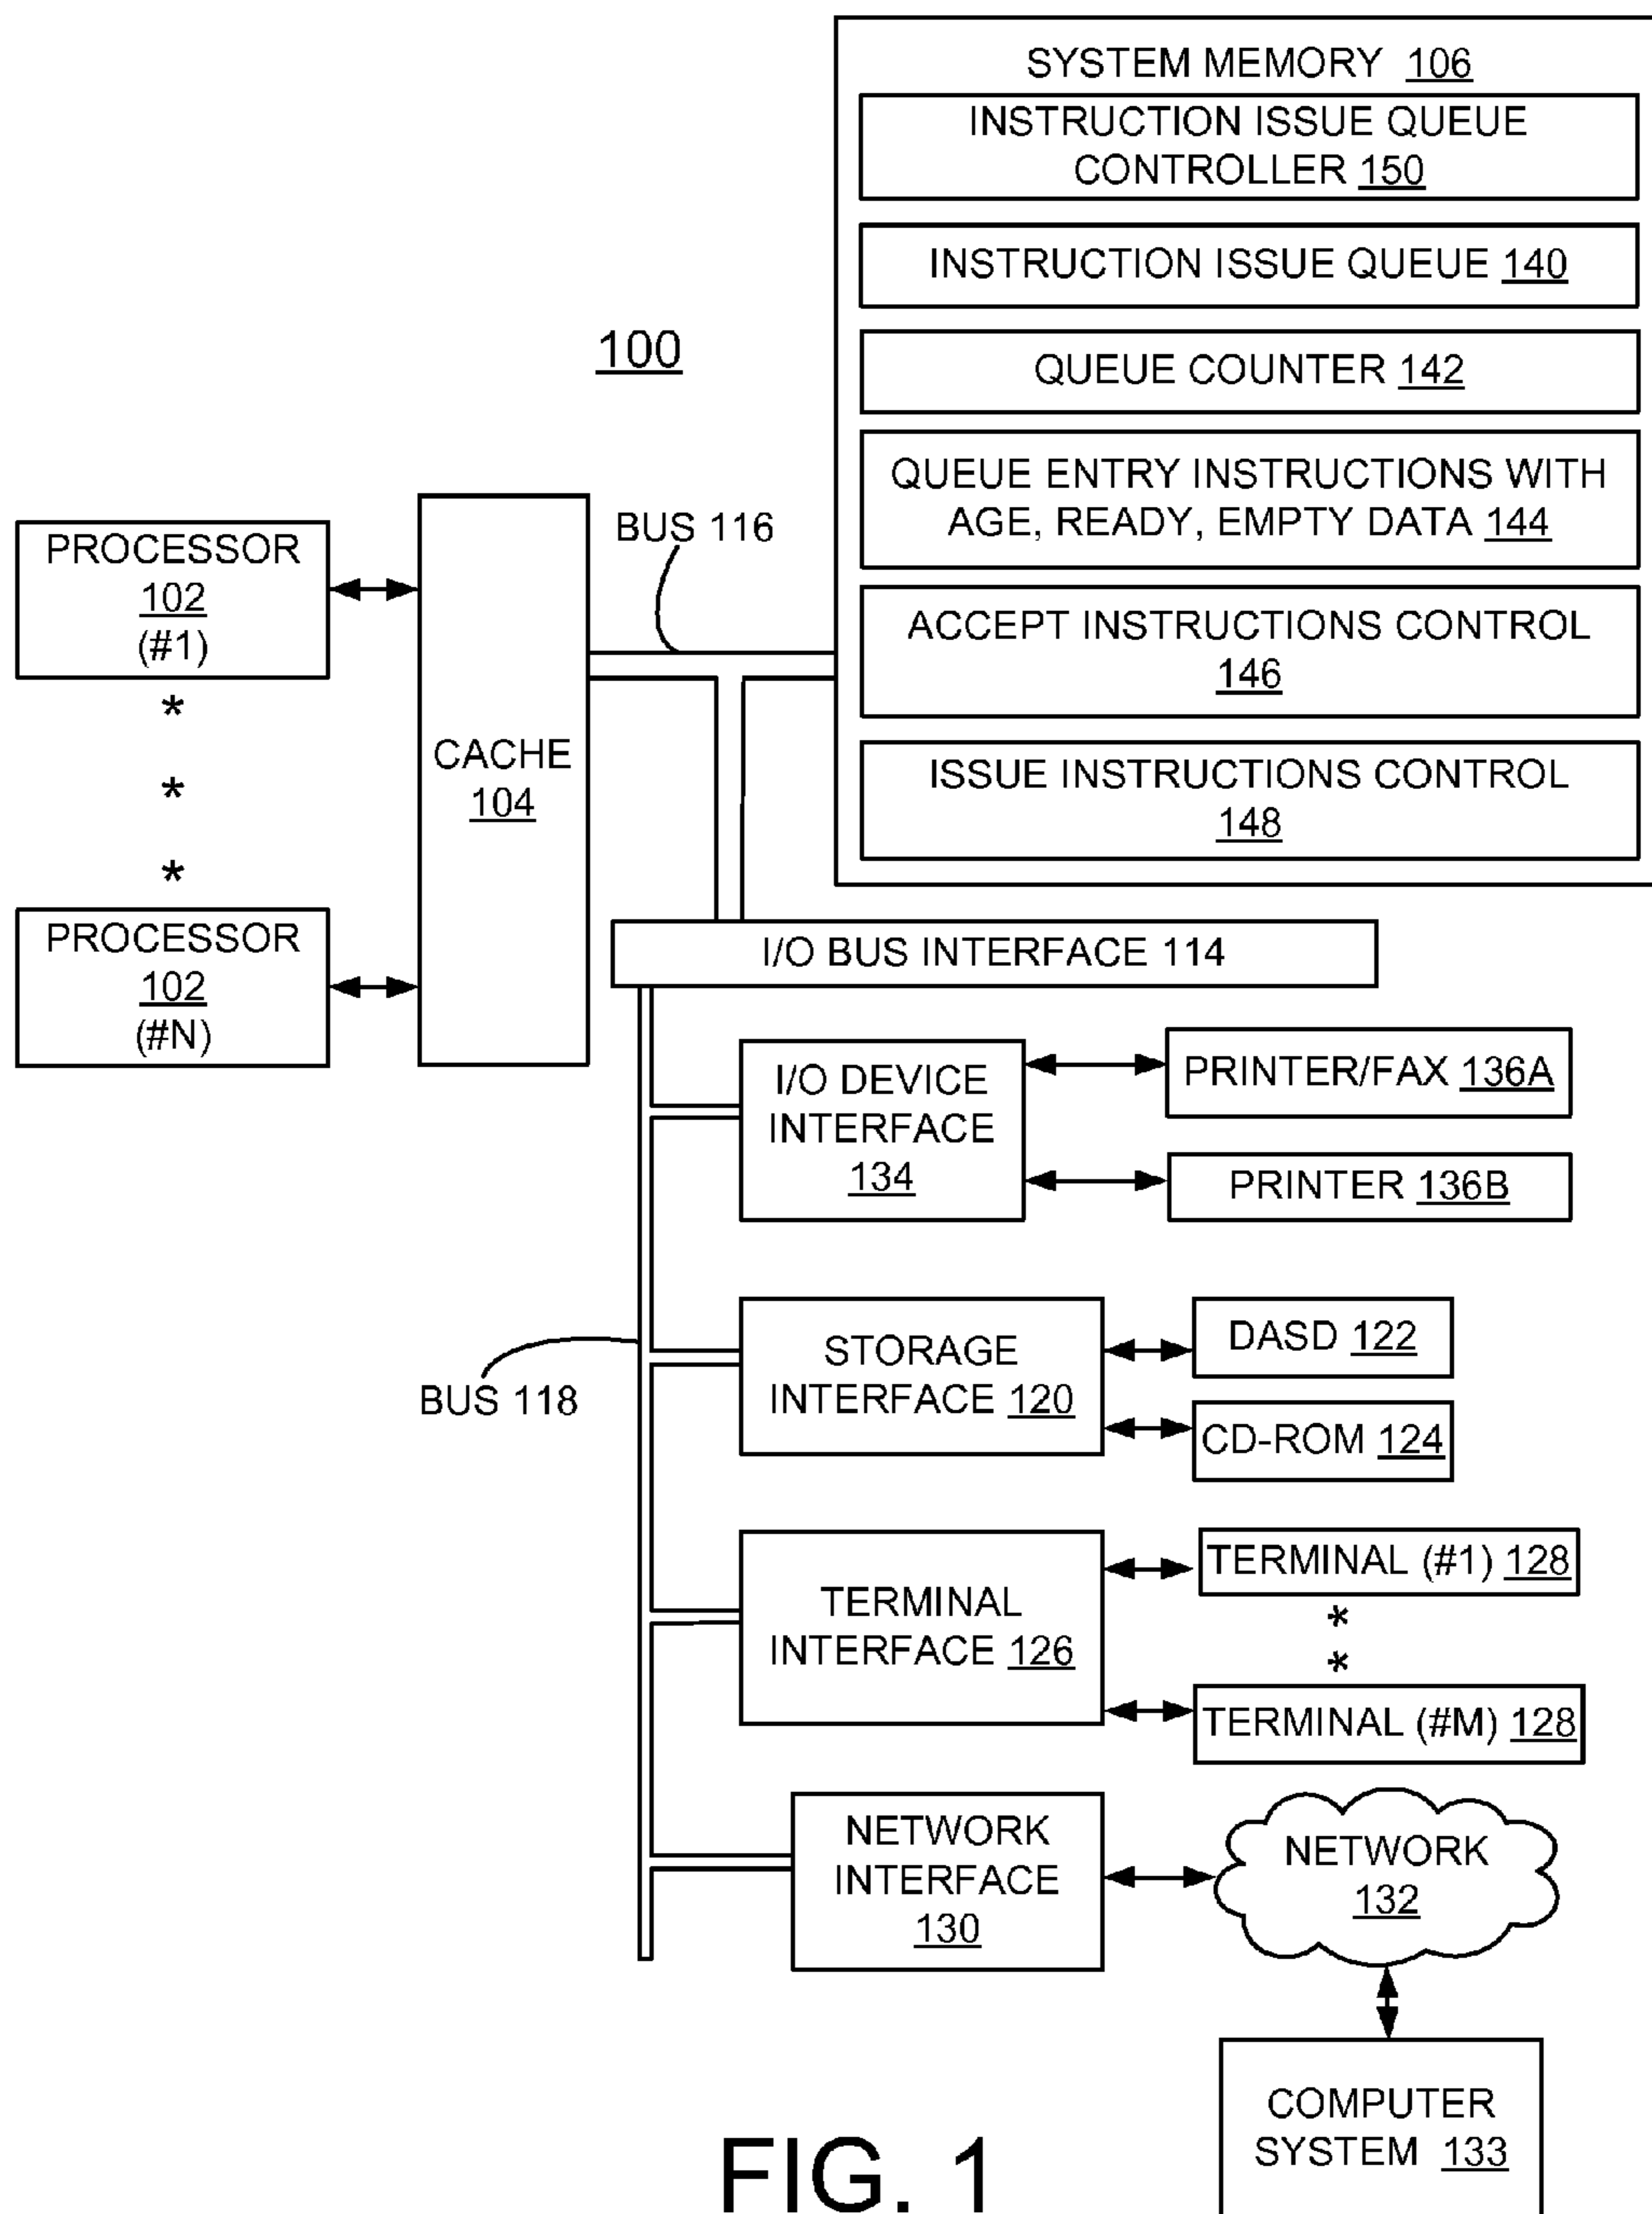 SYSTEM MEMORY 106
INSTRUCTION ISSUE QUEUE
CONTROLLER 150
INSTRUCTION ISSUE QUEUE 140
100
QUEUE COUNTER 142
QUEUE ENTRY INSTRUCTIONS WITH
AGE, READY, EMPTY DATA 144
BUS 116
PROCESSOR
102
(#1)
*
*
*
CACHE
104
ACCEPT INSTRUCTIONS CONTROL
146
ISSUE INSTRUCTIONS CONTROL
148
PROCESSOR
102
(#N)
I/O BUS INTERFACE 114
I/O DEVICE
INTERFACE
134
PRINTER/FAX 136A
PRINTER 136B
BUS 118
STORAGE
INTERFACE 120
DASD 122
CD-ROM 124
TERMINAL
INTERFACE 126
TERMINAL (#1) 128
*
*
TERMINAL (#M) 128
NETWORK
INTERFACE
130
NETWORK
132
COMPUTER
SYSTEM 133
FIG. 1